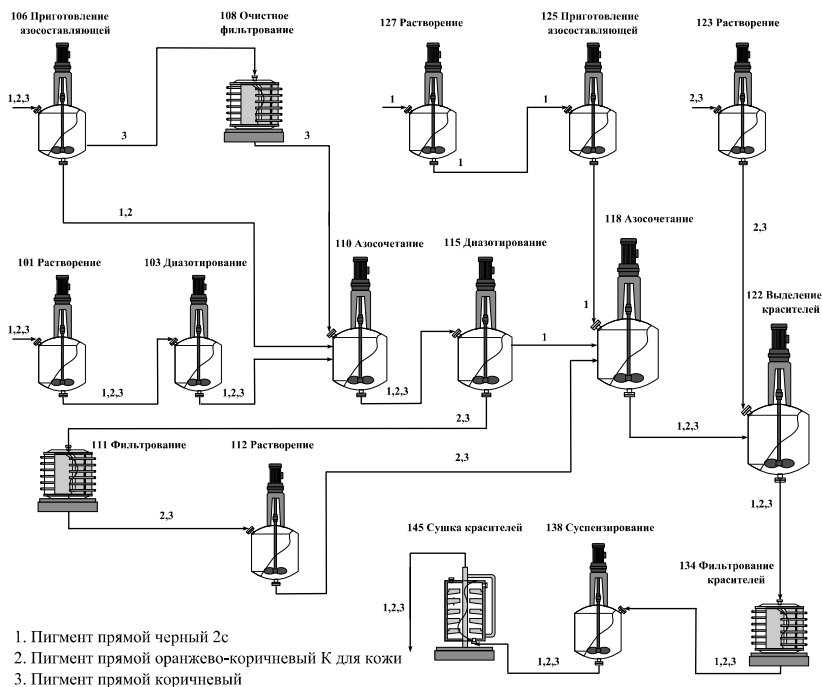 106 Приготовление
азосоставляющей
108 Очистное
фильтрование
127 Растворение
125 Приготовление
азосоставляющей
123 Растворение
1,2,3
3
3
1
1
1
2,3
1,2
2,3
101 Растворение
103 Диазотирование
110 Азосочетание
115 Диазотирование
118 Азосочетание
122 Выделение
красителей
1,2,3
1,2,3
1,2,3
1,2,3
1
1
1,2,3
2,3
2,3
111 Фильтрование
112 Растворение
2,3
1,2,3
145 Сушка красителей
138 Суспензирование
134 Фильтрование
красителей
1,2,3
1,2,3
1,2,3
1. Пигмент прямой черный 2с
2. Пигмент прямой оранжево-коричневый К для кожи
3. Пигмент прямой коричневый